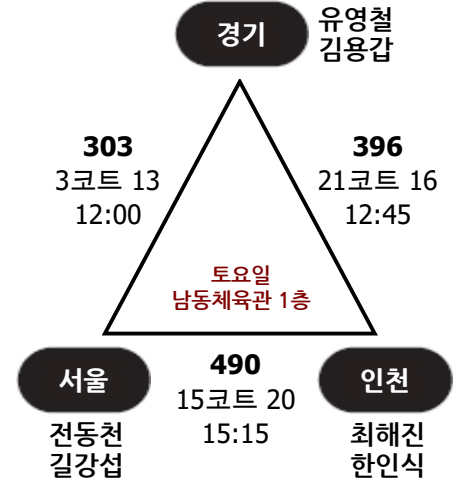 경기
유영철
김용갑
303
3코트 13
12:00
396
21코트 16
12:45
토요일
남동체육관 1층
서울
전동천
길강섭
490
15코트 20
15:15
인천
최해진
한인식